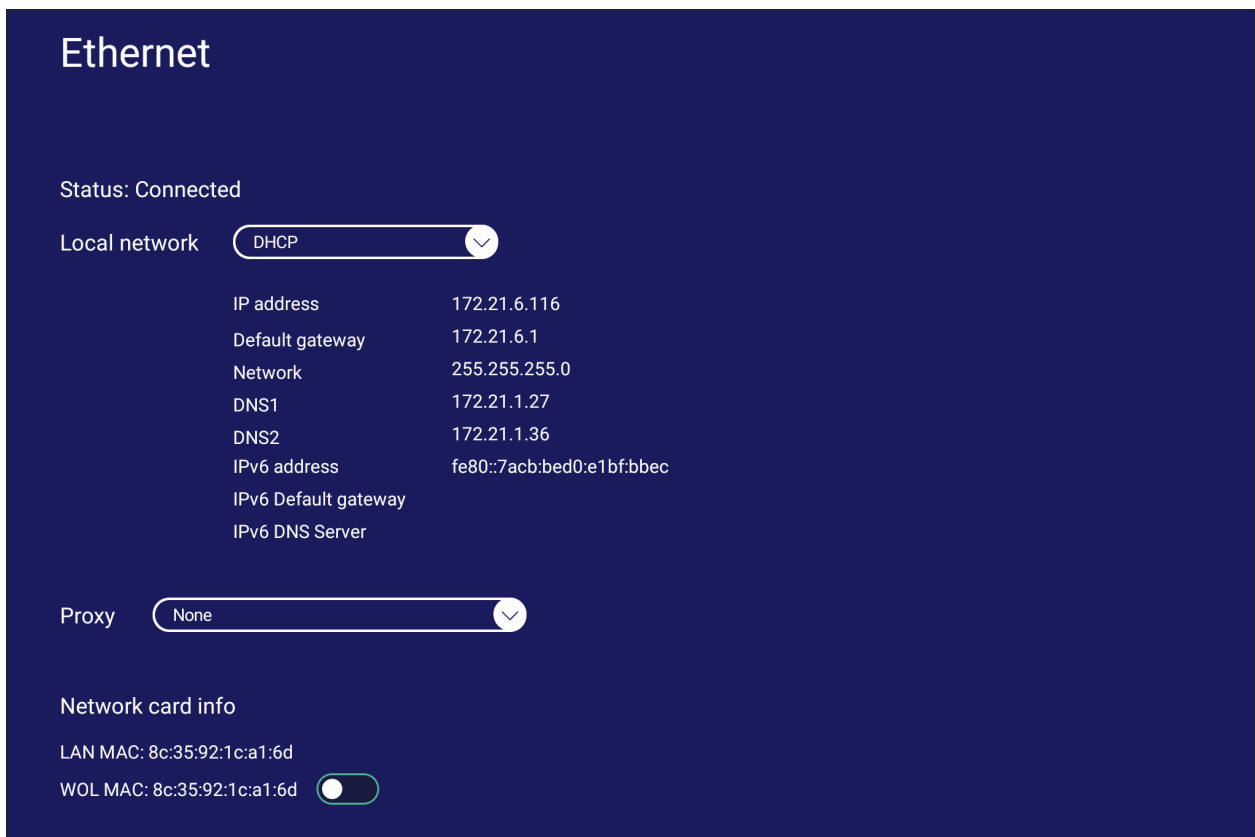 Ethernet
Status: Connected
Local network DHCP
IP address 172.21.6.116
Default gateway 172.21.6.1
Network 255.255.255.0
DNS1 172.21.1.27
DNS2 172.21.1.36
IPv6 address fe80::7acb:bed0:e1bf:bbec
IPv6 Default gateway
IPv6 DNS Server
Proxy None
Network card info
LAN MAC: 8c:35:92:1c:a1:6d
WOL MAC: 8c:35:92:1c:a1:6d